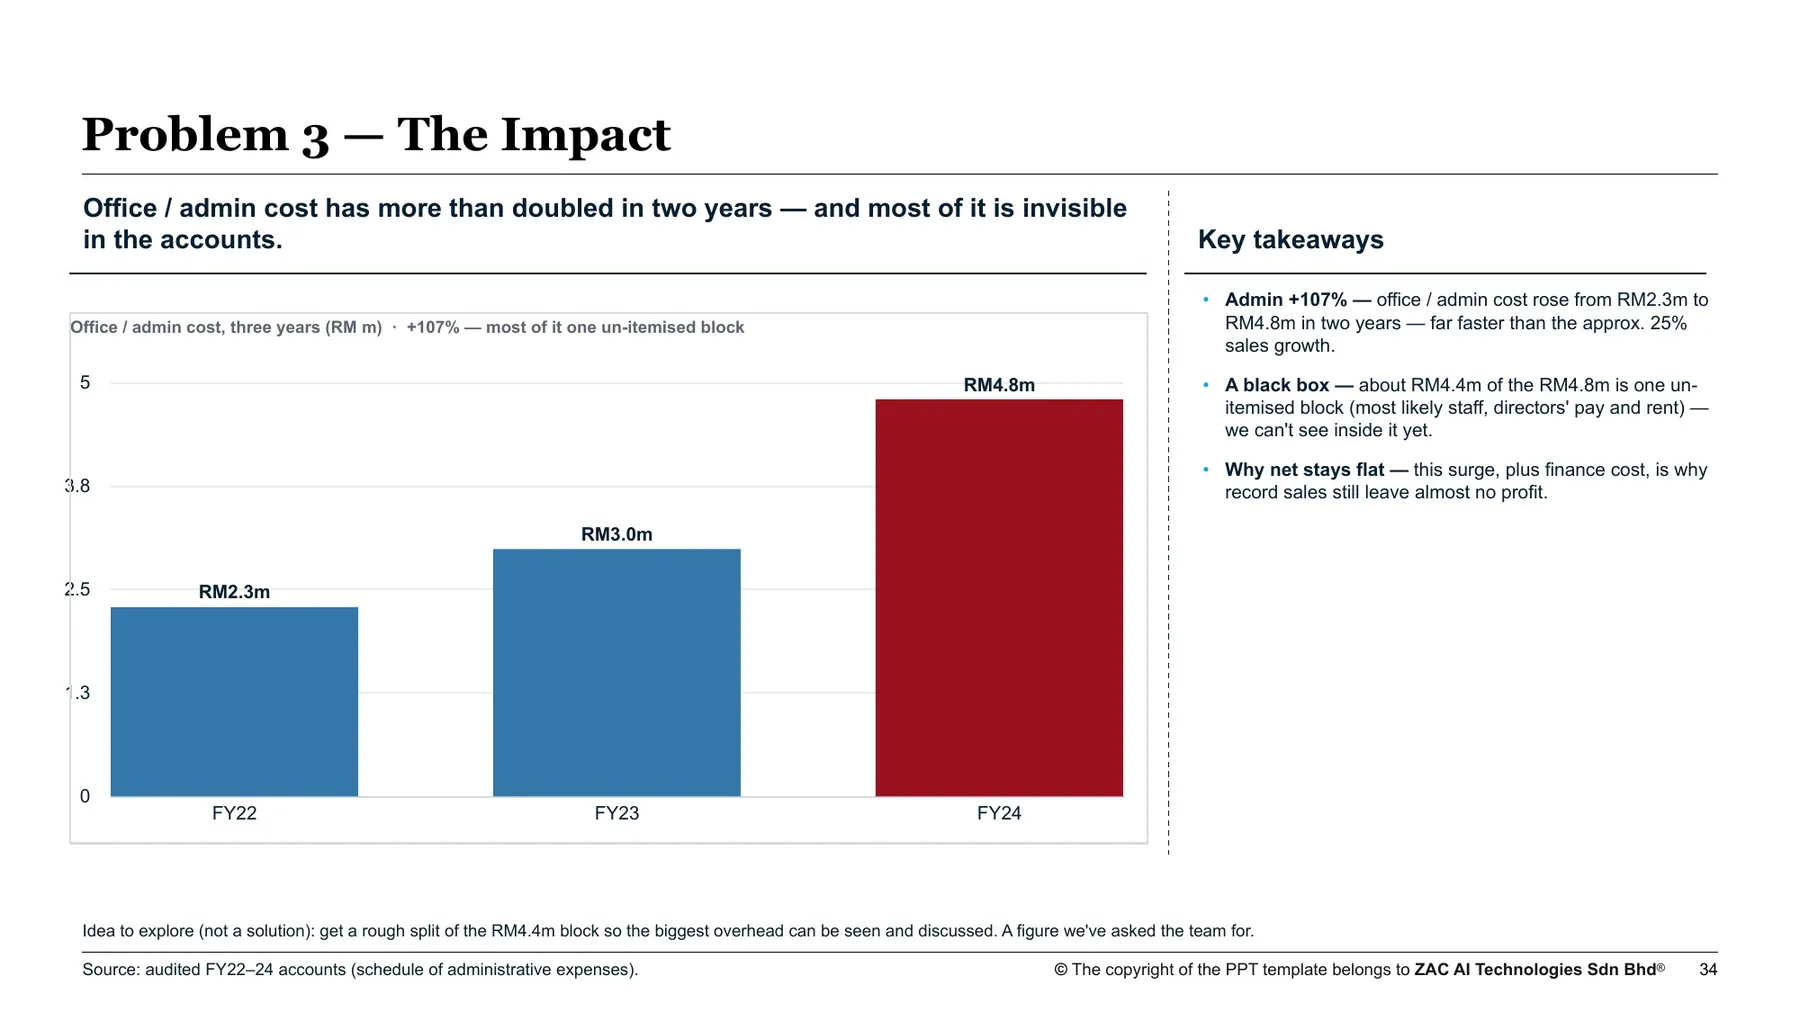 Problem 3 — The Impact
Office / admin cost has more than doubled in two years — and most of it is invisible
in the accounts.
Office / admin cost, three years (RM m) · +107% — most of it one un-itemised block
5
3.8
2.5
1.3
0
RM2.3m
RM3.0m
RM4.8m
FY22
FY23
FY24
Key takeaways
• Admin +107% — office / admin cost rose from RM2.3m to
RM4.8m in two years — far faster than the approx. 25%
sales growth.
• A black box — about RM4.4m of the RM4.8m is one un-
itemised block (most likely staff, directors' pay and rent) —
we can't see inside it yet.
• Why net stays flat — this surge, plus finance cost, is why
record sales still leave almost no profit.
Idea to explore (not a solution): get a rough split of the RM4.4m block so the biggest overhead can be seen and discussed. A figure we've asked the team for.
Source: audited FY22–24 accounts (schedule of administrative expenses).
© The copyright of the PPT template belongs to ZAC AI Technologies Sdn Bhd®
34